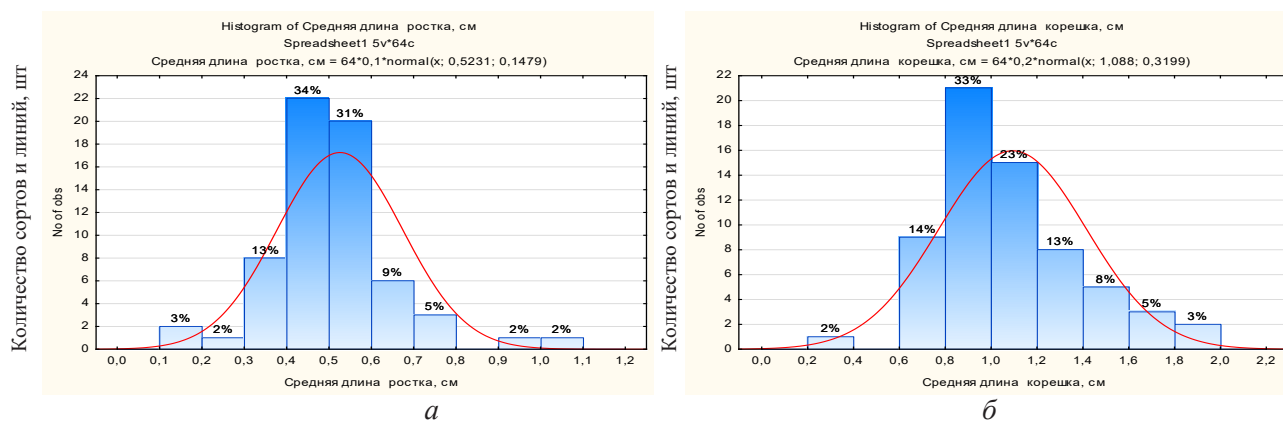 Histogram of Средняя длина ростка, см
Spreadsheet1 5v*64c
Средняя длина ростка, см = 64*0,1*normal(x; 0,5231; 0,1479)
Количество сортов и линий, шт
No of obs
24
22
20
18
16
14
12
10
8
6
4
2
0
3%
2%
13%
34%
31%
9%
5%
2%
2%
0,0 0,1 0,2 0,3 0,4 0,5 0,6 0,7 0,8 0,9 1,0 1,1 1,2
Средняя длина ростка, см
а
Histogram of Средняя длина корешка, см
Spreadsheet1 5v*64c
Средняя длина корешка, см = 64*0,2*normal(x; 1,088; 0,3199)
Количество сортов и линий, шт
No of obs
22
20
18
16
14
12
10
8
6
4
2
0
2%
14%
33%
23%
13%
8%
5%
3%
0,0 0,2 0,4 0,6 0,8 1,0 1,2 1,4 1,6 1,8 2,0 2,2
Средняя длина корешка, см
б